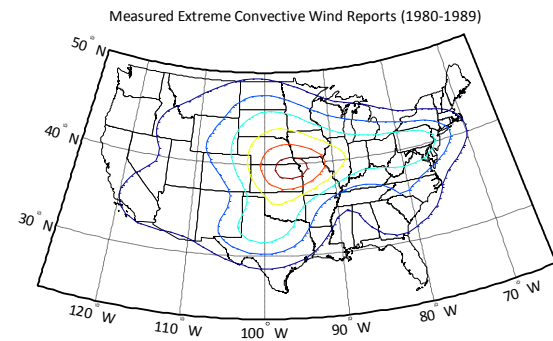 Measured Extreme Convective Wind Reports (1980-1989)
50° N
40° N
30° N
120° W
110° W
100° W
90° W
80° W
70° W